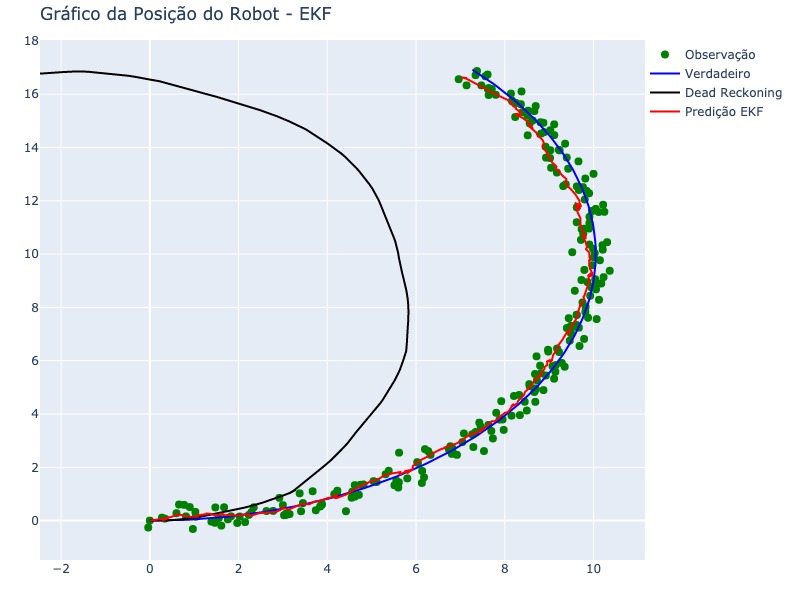 Gráfico da Posição do Robot - EKF
18
16
14
12
10
8
6
4
2
0
−2 0 2 4 6 8 10
Observação
Verdadeiro
Dead Reckoning
Predição EKF